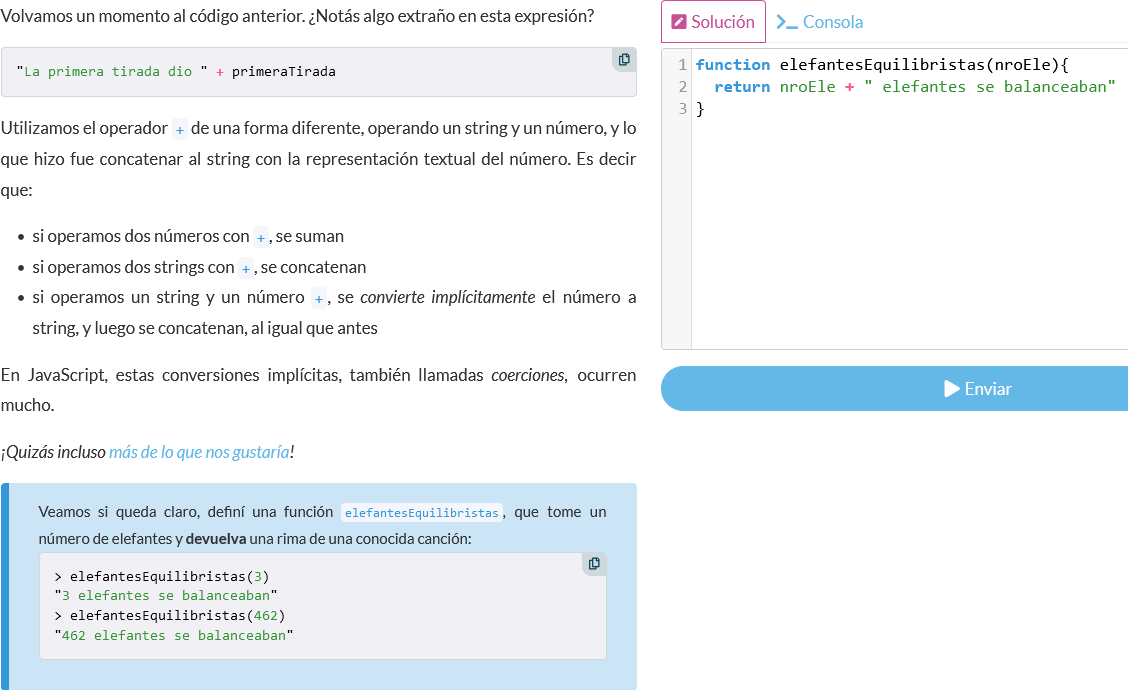 Volvamos un momento al código anterior. ¿Notás algo extraño en esta expresión?
"La primera tirada dio " + primeraTirada
Utilizamos el operador + de una forma diferente, operando un string y un número, y lo
que hizo fue concatenar al string con la representación textual del número. Es decir
que:
• si operamos dos números con +, se suman
• si operamos dos strings con +, se concatenan
• si operamos un string y un número +, se convierte implícitamente el número a
string, y luego se concatenan, al igual que antes
En JavaScript, estas conversiones implícitas, también llamadas coerciones, ocurren
mucho.
¡Quizás incluso más de lo que nos gustaría!
Veamos si queda claro, definí una función elefantesEquilibristas, que tome un
número de elefantes y devuelva una rima de una conocida canción:
> elefantesEquilibristas(3)
"3 elefantes se balanceaban"
> elefantesEquilibristas(462)
"462 elefantes se balanceaban"
Solución
>_ Consola
1 function elefantesEquilibristas(nroEle){
2   return nroEle + " elefantes se balanceaban"
3 }
Enviar